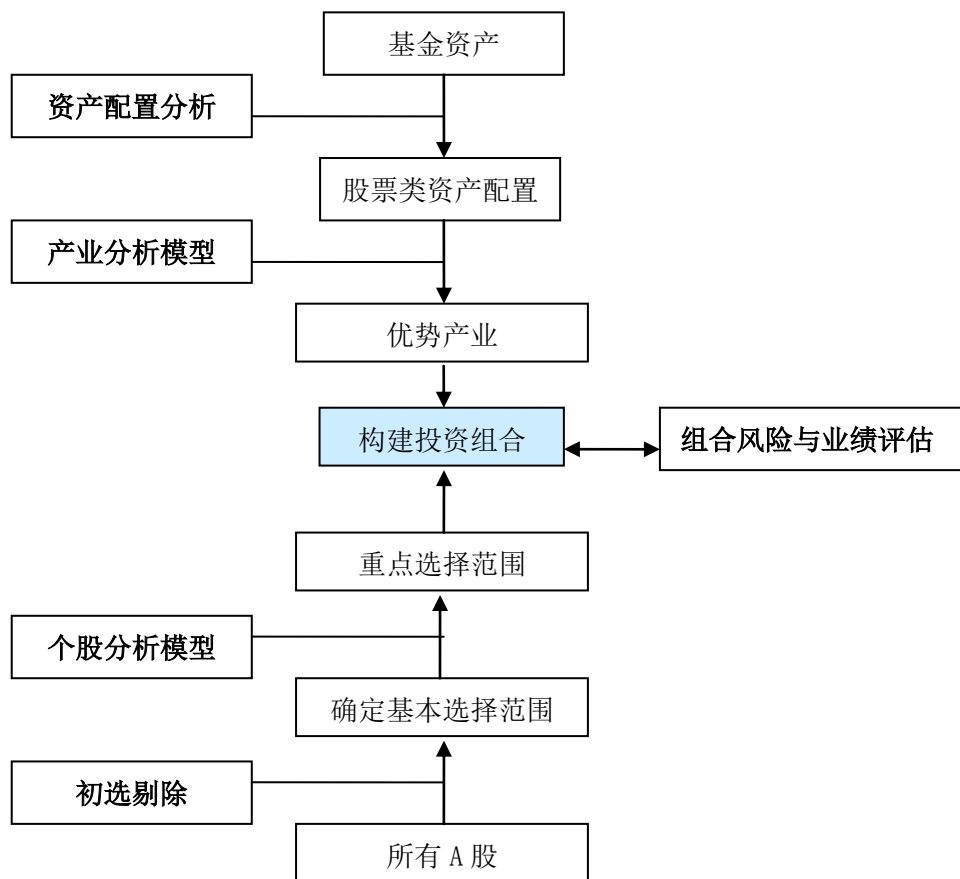 基金资产
资产配置分析
股票类资产配置
产业分析模型
优势产业
构建投资组合
组合风险与业绩评估
重点选择范围
个股分析模型
确定基本选择范围
初选剔除
所有 A 股